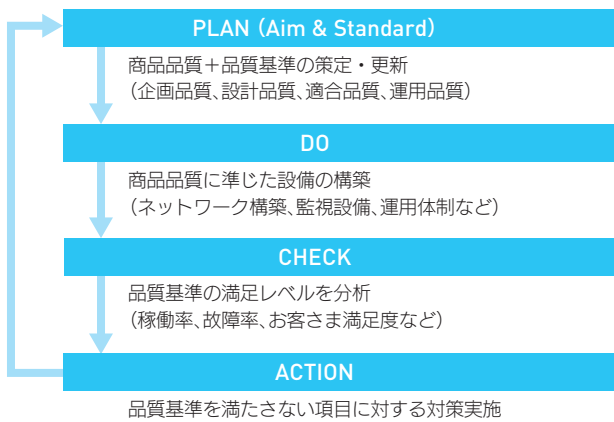 PLAN（Aim & Standard）
商品品質＋品質基準の策定・更新
（企画品質、設計品質、適合品質、運用品質）
DO
商品品質に準じた設備の構築
（ネットワーク構築、監視設備、運用体制など）
CHECK
品質基準の満足レベルを分析
（稼働率、故障率、お客さま満足度など）
ACTION
品質基準を満たさない項目に対する対策実施